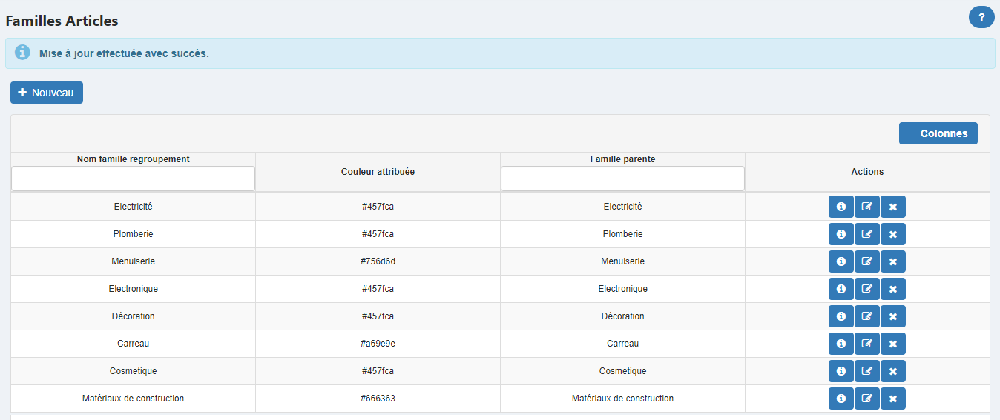 Familles Articles
?
Mise à jour effectuée avec succès.
Nouveau
Colonnes
Nom famille regroupement Couleur attribuée Famille parente Actions
Electricité #457fca Electricité
Plomberie #457fca Plomberie
Menuiserie #756d6d Menuiserie
Electronique #457fca Electronique
Décoration #457fca Décoration
Carreau #a69e9e Carreau
Cosmetique #457fca Cosmetique
Matériaux de construction #666363 Matériaux de construction